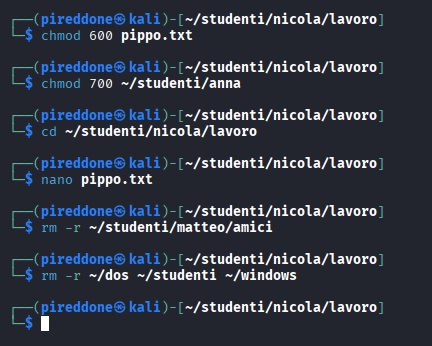 ┌──(pireddone㉿kali)-[~/studenti/nicola/lavoro]
└─$ chmod 600 pippo.txt
┌──(pireddone㉿kali)-[~/studenti/nicola/lavoro]
└─$ chmod 700 ~/studenti/anna
┌──(pireddone㉿kali)-[~/studenti/nicola/lavoro]
└─$ cd ~/studenti/nicola/lavoro
┌──(pireddone㉿kali)-[~/studenti/nicola/lavoro]
└─$ nano pippo.txt
┌──(pireddone㉿kali)-[~/studenti/nicola/lavoro]
└─$ rm -r ~/studenti/matteo/amici
┌──(pireddone㉿kali)-[~/studenti/nicola/lavoro]
└─$ rm -r ~/dos ~/studenti ~/windows
┌──(pireddone㉿kali)-[~/studenti/nicola/lavoro]
└─$